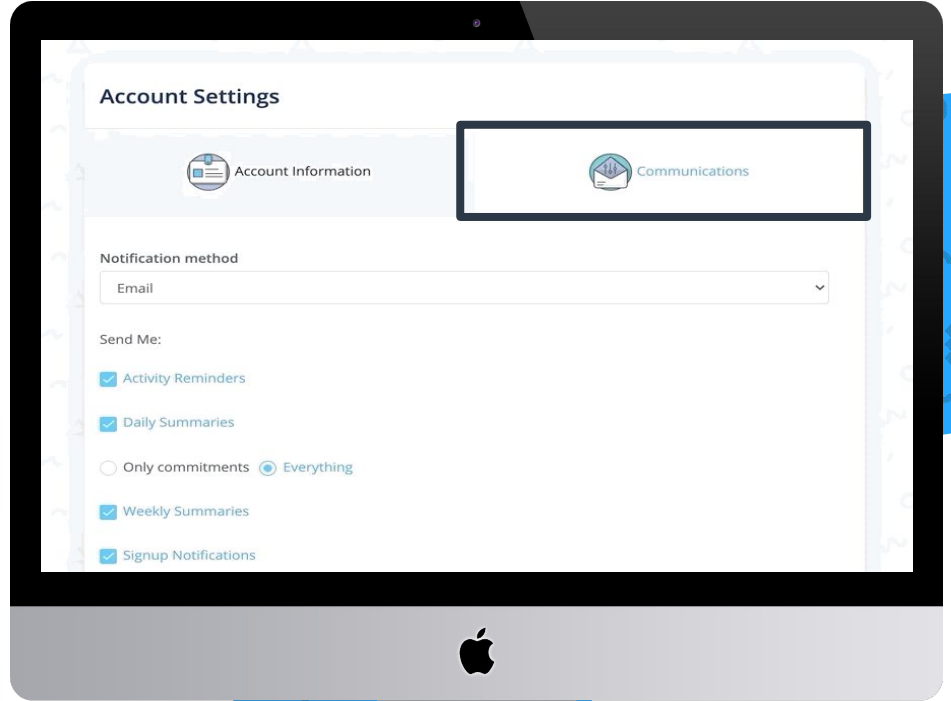 Account Settings
Account Information
Communications
Notification method
Email
Send Me:
Activity Reminders
Daily Summaries
Only commitments Everything
Weekly Summaries
Signup Notifications